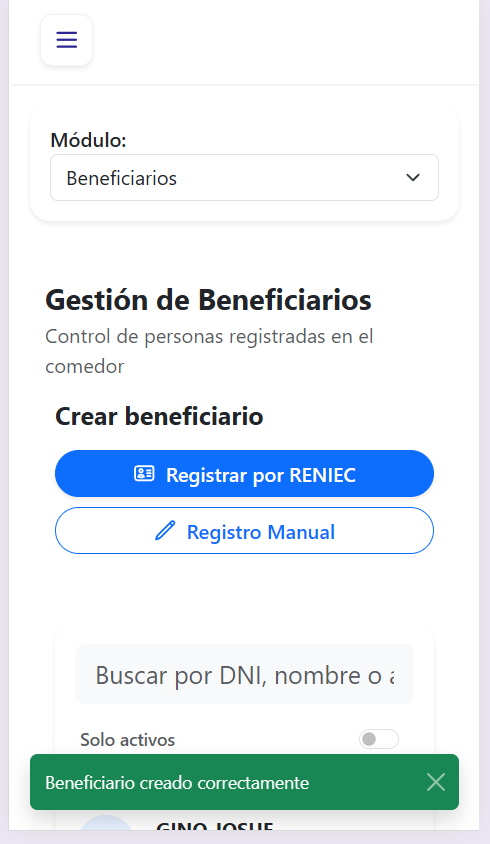 Módulo:
Beneficiarios
Gestión de Beneficiarios
Control de personas registradas en el
comedor
Crear beneficiario
Registrar por RENIEC
Registro Manual
Buscar por DNI, nombre o
Solo activos
Beneficiario creado correctamente
GINO JOSUE